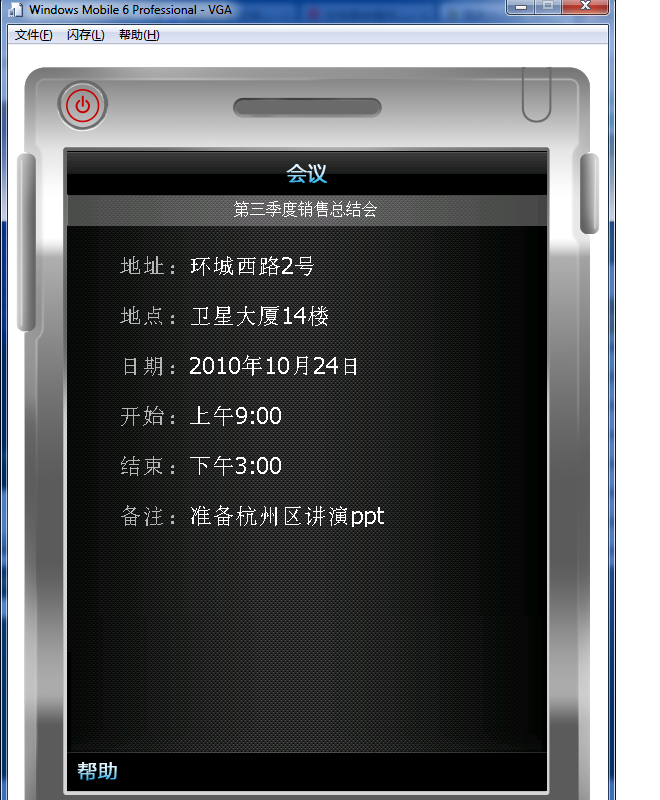 Windows Mobile 6 Professional - VGA
文件(F) 闪存(L) 帮助(H)
会议
第三季度销售总结会
地址：环城西路2号
地点：卫星大厦14楼
日期：2010年10月24日
开始：上午9:00
结束：下午3:00
备注：准备杭州区讲演ppt
帮助